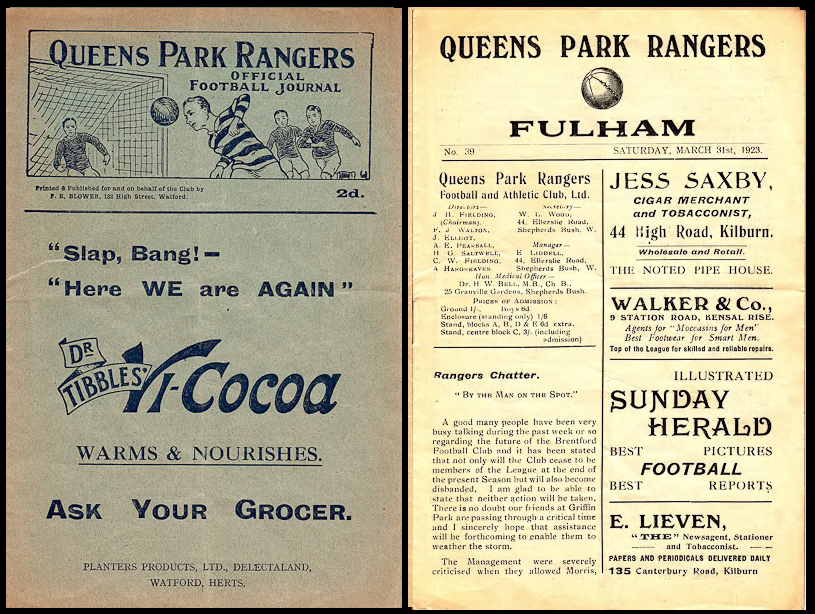 QUEENS PARK RANGERS
OFFICIAL
FOOTBALL JOURNAL
Printed & Published for and on behalf of the Club by
F. E. BLOWER, 132 High Street, Watford.
2d.
"Slap, Bang!—
"Here WE are AGAIN"
DR TIBBLES' VI-COCOA
WARMS & NOURISHES.
ASK YOUR GROCER.
PLANTERS PRODUCTS, LTD., DELECTALAND,
WATFORD, HERTS.
QUEENS PARK RANGERS
FULHAM
No. 39
SATURDAY, MARCH 31st, 1923.
Queens Park Rangers
Football and Athletic Club, Ltd.
Directors—
J H. FIELDING,
(Chairman).
F. J WALTON,
J. ELLIOTT,
A. E. PEARSALL,
H G. SALTWELL,
C. W. FIELDING,
A HARGREAVES.
Secretary—
W. L. WOOD,
44, Ellerslie Road,
Shepherds Bush, W.
Manager—
E LIDDELL,
44, Ellerslie Road,
Shepherds Bush, W.
Hon. Medical Officer—
Dr. H W. BELL, M.B., Ch B.,
25 Granville Gardens, Shepherds Bush.
PRICES OF ADMISSION:
Ground 1/-. Boys 6d.
Enclosure (standing only) 1/6
Stand, blocks A, B, D & E 6d extra.
Stand, centre block C, 3/- (including
admission)
Rangers Chatter.
"BY THE MAN ON THE SPOT."
A good many people have been very
busy talking during the past week or so
regarding the future of the Brentford
Football Club and it has been stated
that not only will the Club cease to be
members of the League at the end of
the present Season but will also become
disbanded. I am glad to be able to
state that neither action will be taken.
There is no doubt our friends at Griffin
Park are passing through a critical time
and I sincerely hope that assistance
will be forthcoming to enable them to
weather the storm.
The Management were severely
criticised when they allowed Morris,
JESS SAXBY,
CIGAR MERCHANT
and TOBACCONIST,
44 High Road, Kilburn.
Wholesale and Retail.
THE NOTED PIPE HOUSE.
WALKER & Co.,
9 STATION ROAD, KENSAL RISE.
Agents for "Moccasins for Men"
Best Footwear for Smart Men.
Top of the League for skilled and reliable repairs.
ILLUSTRATED
SUNDAY
HERALD
BEST PICTURES
FOOTBALL
BEST REPORTS
E. LIEVEN,
"THE" Newsagent, Stationer
and Tobacconist.
PAPERS AND PERIODICALS DELIVERED DAILY
135 Canterbury Road, Kilburn